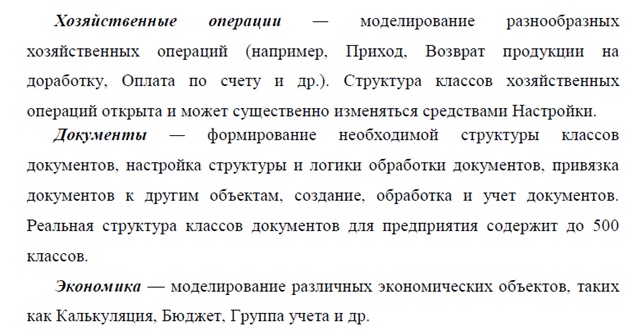 Хозяйственные операции — моделирование разнообразных
хозяйственных операций (например, Приход, Возврат продукции на
доработку, Оплата по счету и др.). Структура классов хозяйственных
операций открыта и может существенно изменяться средствами Настройки.
Документы — формирование необходимой структуры классов
документов, настройка структуры и логики обработки документов, привязка
документов к другим объектам, создание, обработка и учет документов.
Реальная структура классов документов для предприятия содержит до 500
классов.
Экономика — моделирование различных экономических объектов, таких
как Калькуляция, Бюджет, Группа учета и др.